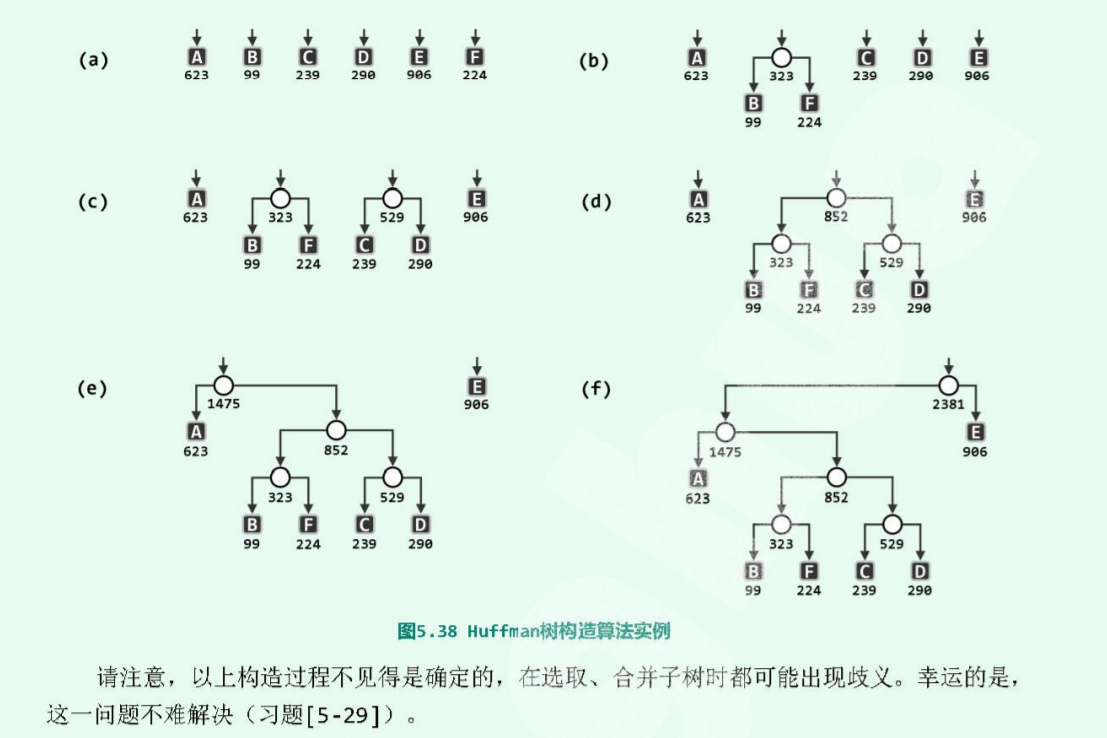 (a) A B C D E F
623 99 239 290 906 224
(b) A 323 C D E
623 239 290 906
B F
99 224
(c) A 323 529 E
623 906
B F C D
99 224 239 290
(d) A 852 E
623 906
323 529
B F C D
99 224 239 290
(e) 1475 E
906
A 852
623
323 529
B F C D
99 224 239 290
(f) 2381
1475 E
906
A 852
623
323 529
B F C D
99 224 239 290
图5.38 Huffman树构造算法实例
请注意，以上构造过程不见得是确定的，在选取、合并子树时都可能出现歧义。幸运的是，
这一问题不难解决（习题[5-29]）。